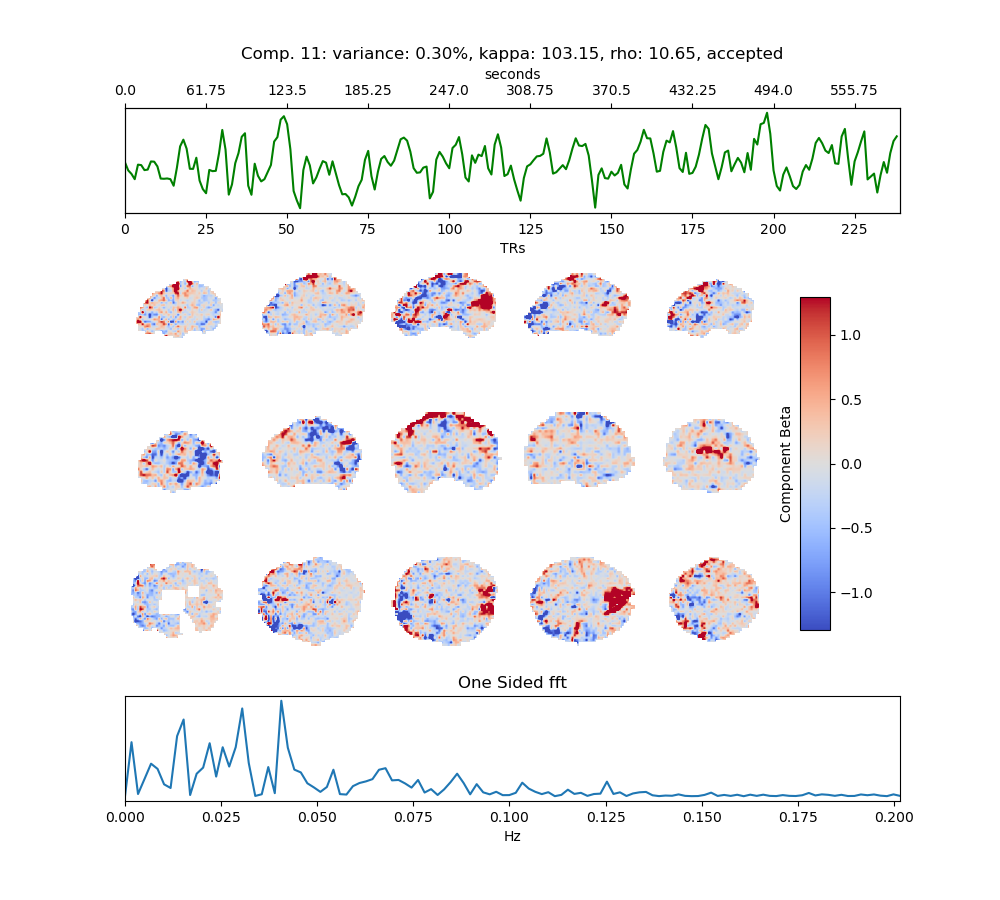 Comp. 11: variance: 0.30%, kappa: 103.15, rho: 10.65, accepted
seconds
0.0 61.75 123.5 185.25 247.0 308.75 370.5 432.25 494.0 555.75
0 25 50 75 100 125 150 175 200 225
TRs
1.0
0.5
0.0
−0.5
−1.0
Component Beta
One Sided fft
0.000 0.025 0.050 0.075 0.100 0.125 0.150 0.175 0.200
Hz